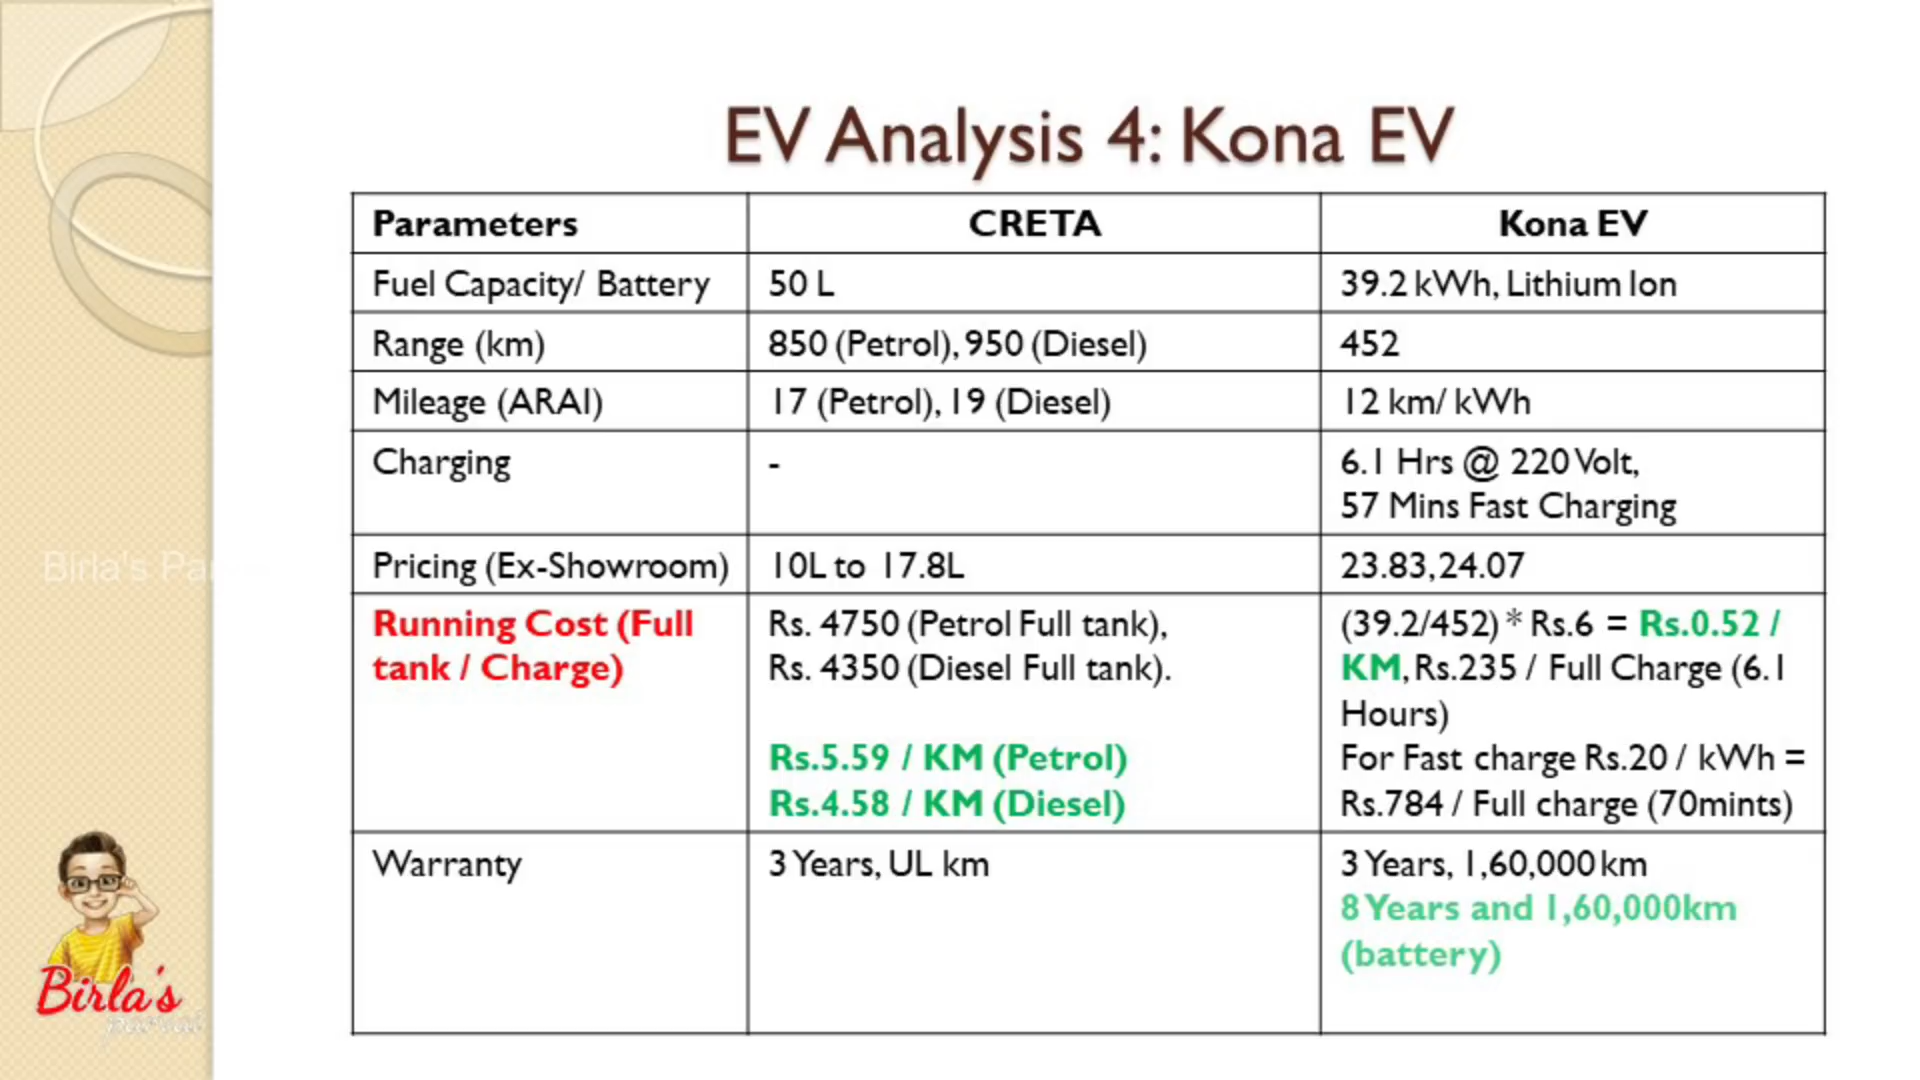 EV Analysis 4: Kona EV
Parameters
CRETA
Kona EV
Fuel Capacity/ Battery
50 L
39.2 kWh, Lithium Ion
Range (km)
850 (Petrol), 950 (Diesel)
452
Mileage (ARAI)
17 (Petrol), 19 (Diesel)
12 km/ kWh
Charging
-
6.1 Hrs @ 220 Volt,
57 Mins Fast Charging
Pricing (Ex-Showroom)
10L to 17.8L
23.83,24.07
Running Cost (Full
tank / Charge)
Rs. 4750 (Petrol Full tank),
Rs. 4350 (Diesel Full tank).
Rs.5.59 / KM (Petrol)
Rs.4.58 / KM (Diesel)
(39.2/452) * Rs.6 = Rs.0.52 /
KM, Rs.235 / Full Charge (6.1
Hours)
For Fast charge Rs.20 / kWh =
Rs.784 / Full charge (70mints)
Warranty
3 Years, UL km
3 Years, 1,60,000 km
8 Years and 1,60,000km
(battery)
Birla's
Birla's
parvai